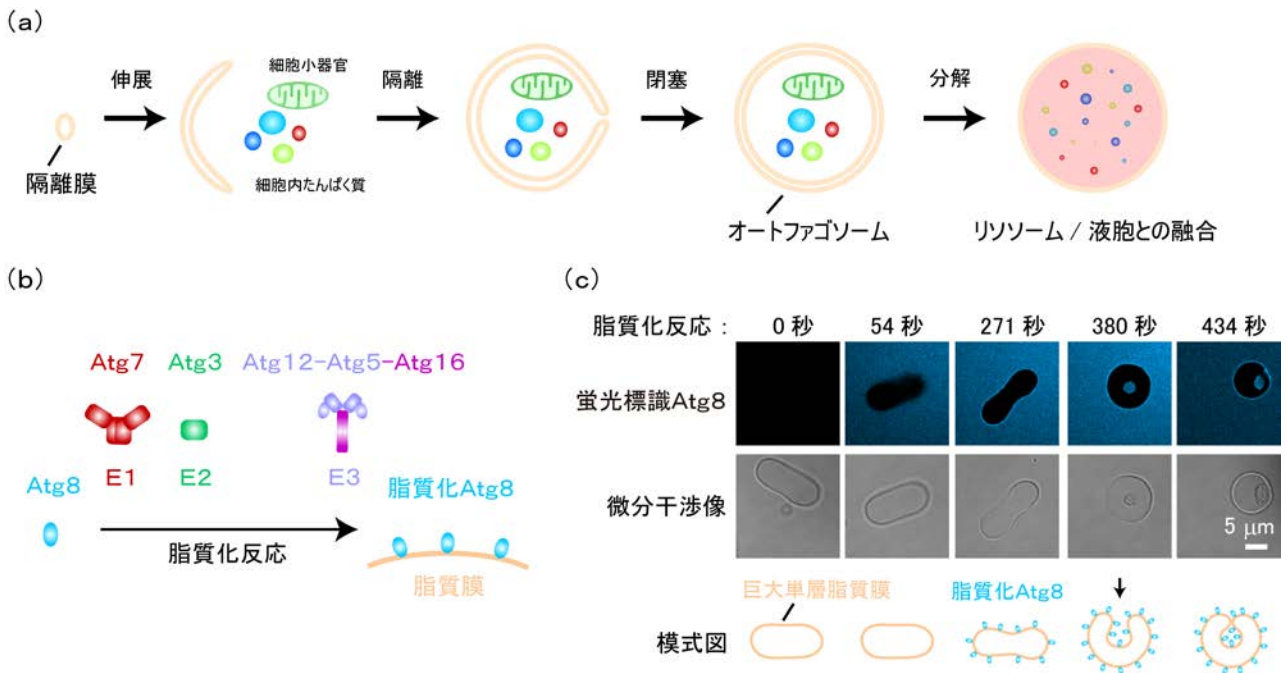 (a)
伸展
細胞小器官
隔離
閉塞
分解
隔離膜
細胞内たんぱく質
オートファゴソーム
リソソーム / 液胞との融合
(b)
Atg7 Atg3 Atg12-Atg5-Atg16
E1 E2 E3
Atg8
脂質化Atg8
脂質化反応
脂質膜
(c)
脂質化反応 : 0 秒 54 秒 271 秒 380 秒 434 秒
蛍光標識Atg8
微分干渉像
5 μm
巨大単層脂質膜 脂質化Atg8
模式図